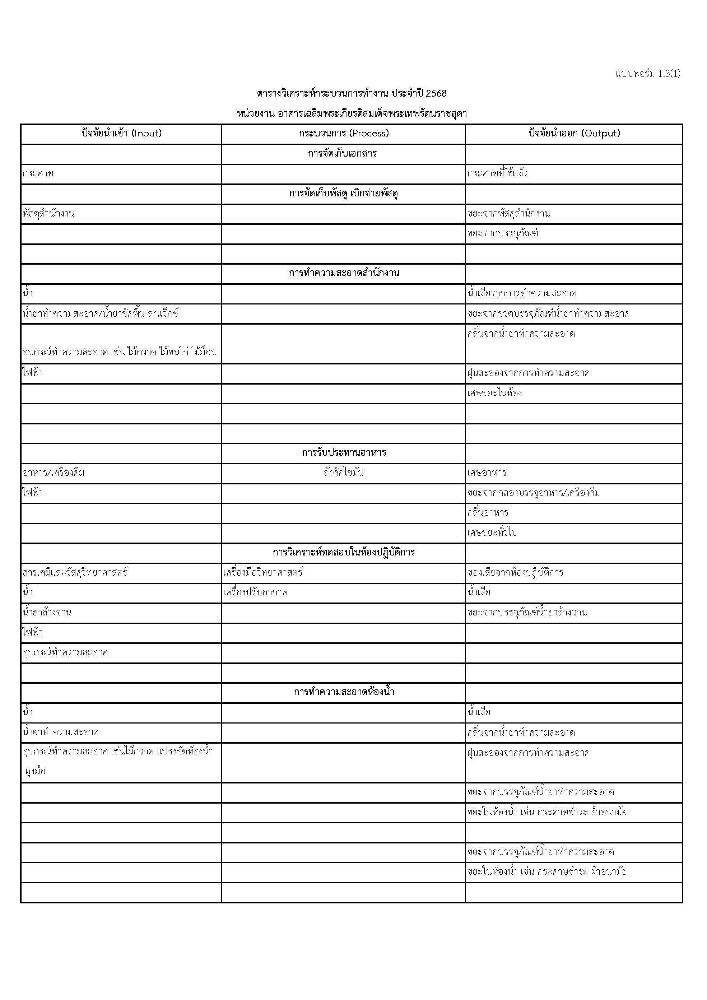 แบบฟอร์ม 1.3(1)
ตารางวิเคราะห์กระบวนการทำงาน ประจำปี 2568
หน่วยงาน อาคารเฉลิมพระเกียรติสมเด็จพระเทพรัตนราชสุดา
ปัจจัยนำเข้า (Input) กระบวนการ (Process) ปัจจัยนำออก (Output)
การจัดเก็บเอกสาร
กระดาษ กระดาษที่ใช้แล้ว
การจัดเก็บพัสดุ เบิกจ่ายพัสดุ
พัสดุสำนักงาน ขยะจากพัสดุสำนักงาน
ขยะจากบรรจุภัณฑ์
การทำความสะอาดสำนักงาน
น้ำ น้ำเสียจากการทำความสะอาด
น้ำยาทำความสะอาด/น้ำยาขัดพื้น ลงแว็กซ์ ขยะจากขวดบรรจุภัณฑ์น้ำยาทำความสะอาด
กลิ่นจากน้ำยาทำความสะอาด
อุปกรณ์ทำความสะอาด เช่น ไม้กวาด ไม้ขนไก่ ไม้ม็อบ
ไฟฟ้า ฝุ่นละอองจากการทำความสะอาด
เศษขยะในห้อง
การรับประทานอาหาร
อาหาร/เครื่องดื่ม ถังดักไขมัน เศษอาหาร
ไฟฟ้า ขยะจากกล่องบรรจุอาหาร/เครื่องดื่ม
กลิ่นอาหาร
เศษขยะทั่วไป
การวิเคราะห์ทดสอบในห้องปฏิบัติการ
สารเคมีและวัสดุวิทยาศาสตร์ เครื่องมือวิทยาศาสตร์ ของเสียจากห้องปฏิบัติการ
น้ำ เครื่องปรับอากาศ น้ำเสีย
น้ำยาล้างจาน ขยะจากบรรจุภัณฑ์น้ำยาล้างจาน
ไฟฟ้า
อุปกรณ์ทำความสะอาด
การทำความสะอาดห้องน้ำ
น้ำ น้ำเสีย
น้ำยาทำความสะอาด กลิ่นจากน้ำยาทำความสะอาด
อุปกรณ์ทำความสะอาด เช่นไม้กวาด แปรงขัดห้องน้ำ ฝุ่นละอองจากการทำความสะอาด
ถุงมือ
ขยะจากบรรจุภัณฑ์น้ำยาทำความสะอาด
ขยะในห้องน้ำ เช่น กระดาษชำระ ผ้าอนามัย
ขยะจากบรรจุภัณฑ์น้ำยาทำความสะอาด
ขยะในห้องน้ำ เช่น กระดาษชำระ ผ้าอนามัย